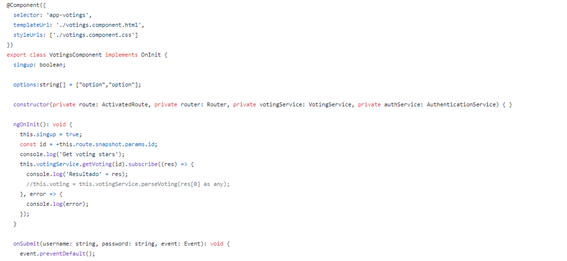 @Component({
  selector: 'app-votings',
  templateUrl: './votings.component.html',
  styleUrls: ['./votings.component.css']
})
export class VotingsComponent implements OnInit {
  singup: boolean;

  options:string[] = ["option","option"];

  constructor(private route: ActivatedRoute, private router: Router, private votingService: VotingService, private authService: AuthenticationService) { }

  ngOnInit(): void {
    this.singup = true;
    const id = +this.route.snapshot.params.id;
    console.log('Get voting stars');
    this.votingService.getVoting(id).subscribe((res) => {
      console.log('Resultado' + res);
      //this.voting = this.votingService.parseVoting(res[0] as any);
    }, error => {
      console.log(error);
    });
  }

  onSubmit(username: string, password: string, event: Event): void {
    event.preventDefault();